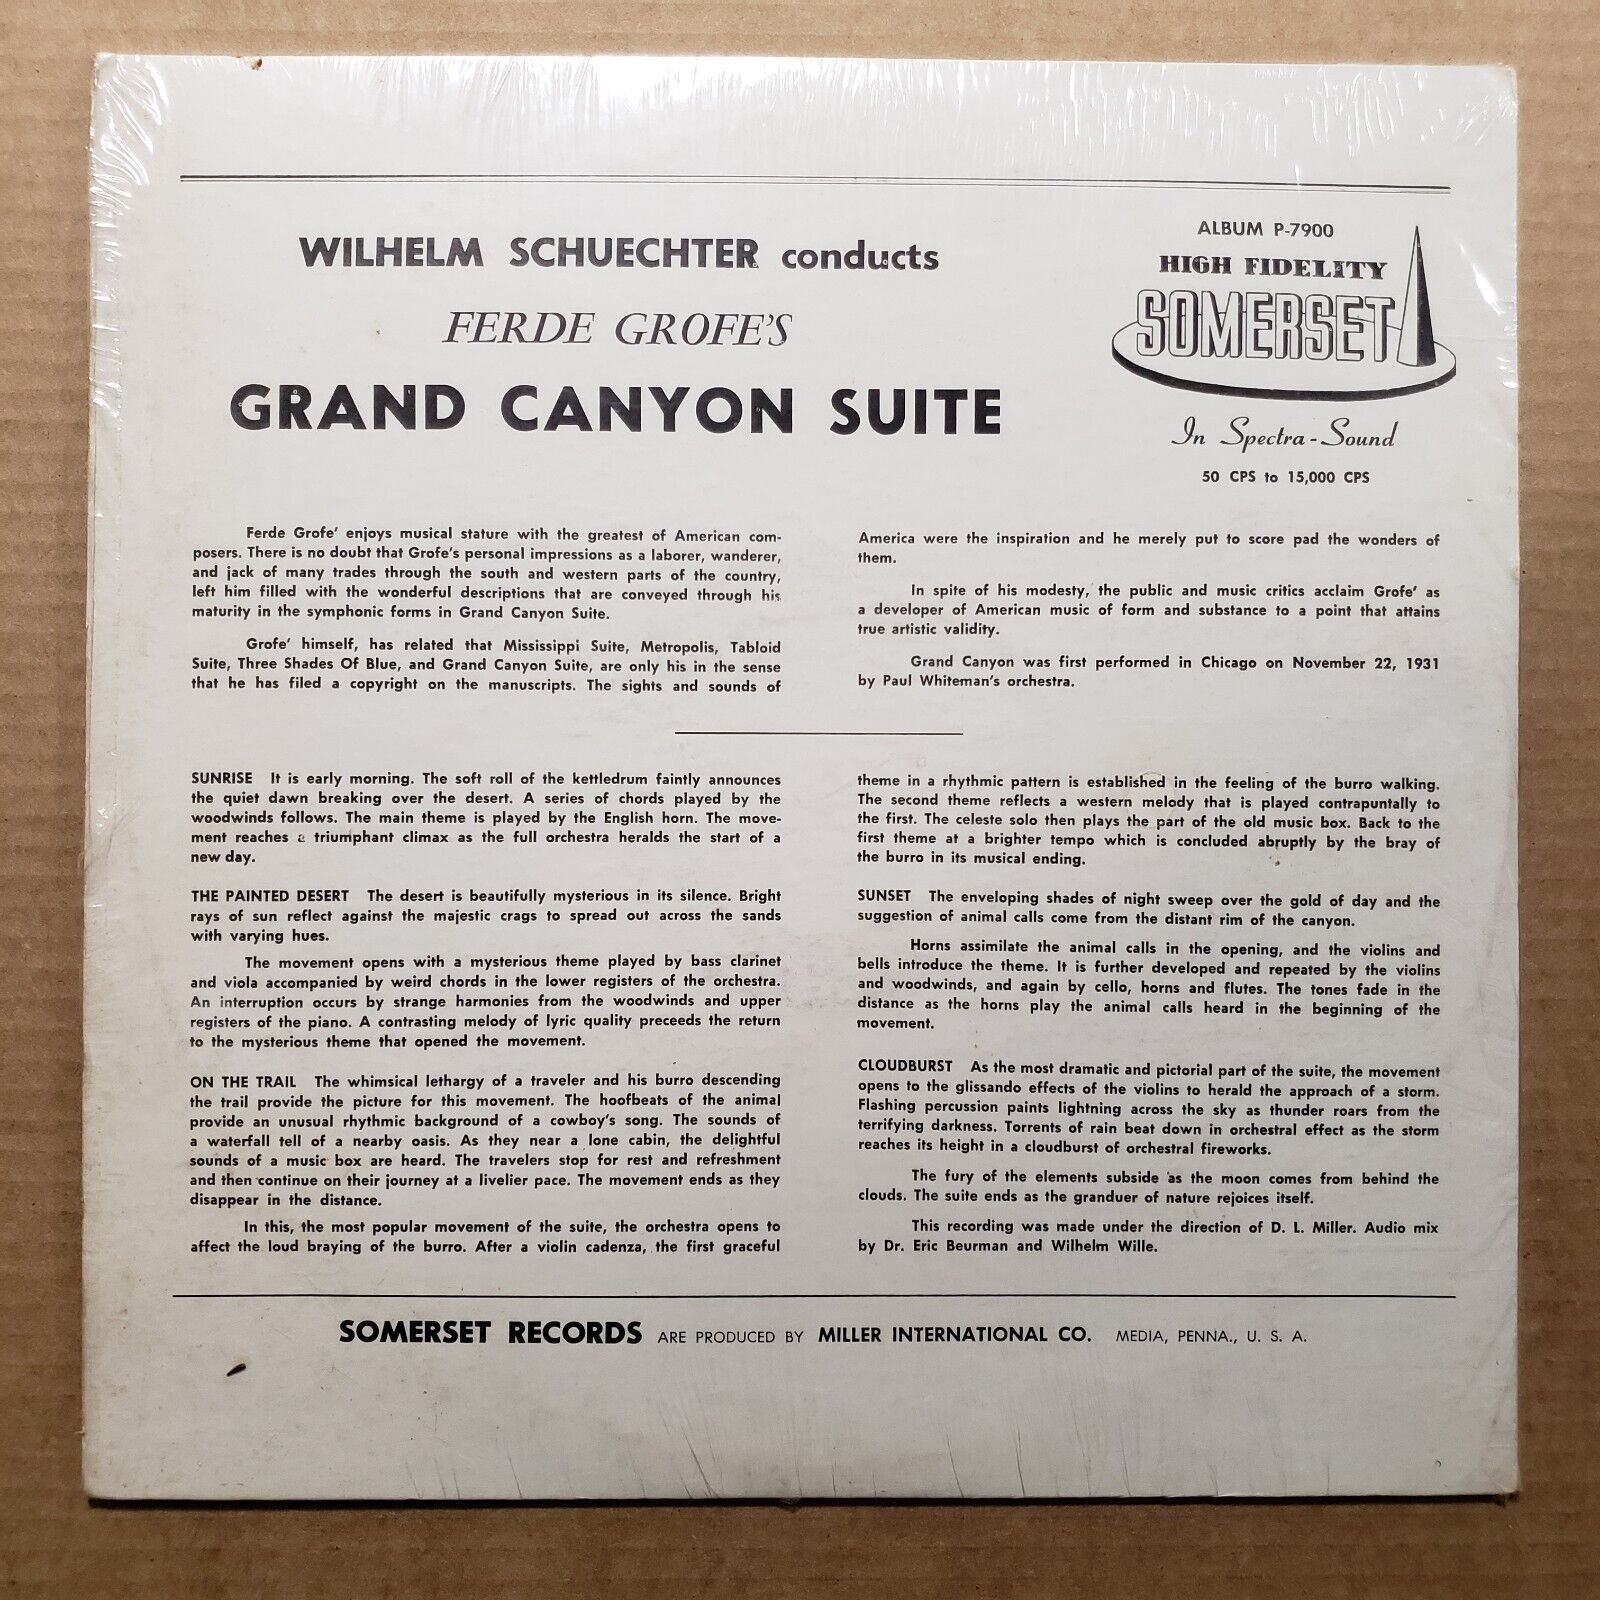 WILHELM SCHUECHTER conducts
FERDE GROFE'S
GRAND CANYON SUITE
ALBUM P-7900
HIGH FIDELITY
SOMERSET
In Spectra-Sound
50 CPS to 15,000 CPS
Ferde Grofe' enjoys musical stature with the greatest of American com-
posers. There is no doubt that Grofe's personal impressions as a laborer, wanderer,
and jack of many trades through the south and western parts of the country,
left him filled with the wonderful descriptions that are conveyed through his
maturity in the symphonic forms in Grand Canyon Suite.
Grofe' himself, has related that Mississippi Suite, Metropolis, Tabloid
Suite, Three Shades Of Blue, and Grand Canyon Suite, are only his in the sense
that he has filed a copyright on the manuscripts. The sights and sounds of
America were the inspiration and he merely put to score pad the wonders of
them.
In spite of his modesty, the public and music critics acclaim Grofe' as
a developer of American music of form and substance to a point that attains
true artistic validity.
Grand Canyon was first performed in Chicago on November 22, 1931
by Paul Whiteman's orchestra.
SUNRISE It is early morning. The soft roll of the kettledrum faintly announces
the quiet dawn breaking over the desert. A series of chords played by the
woodwinds follows. The main theme is played by the English horn. The move-
ment reaches a triumphant climax as the full orchestra heralds the start of a
new day.
THE PAINTED DESERT The desert is beautifully mysterious in its silence. Bright
rays of sun reflect against the majestic crags to spread out across the sands
with varying hues.
The movement opens with a mysterious theme played by bass clarinet
and viola accompanied by weird chords in the lower registers of the orchestra.
An interruption occurs by strange harmonies from the woodwinds and upper
registers of the piano. A contrasting melody of lyric quality preceeds the return
to the mysterious theme that opened the movement.
ON THE TRAIL The whimsical lethargy of a traveler and his burro descending
the trail provide the picture for this movement. The hoofbeats of the animal
provide an unusual rhythmic background of a cowboy's song. The sounds of
a waterfall tell of a nearby oasis. As they near a lone cabin, the delightful
sounds of a music box are heard. The travelers stop for rest and refreshment
and then continue on their journey at a livelier pace. The movement ends as they
disappear in the distance.
In this, the most popular movement of the suite, the orchestra opens to
affect the loud braying of the burro. After a violin cadenza, the first graceful
theme in a rhythmic pattern is established in the feeling of the burro walking.
The second theme reflects a western melody that is played contrapuntally to
the first. The celeste solo then plays the part of the old music box. Back to the
first theme at a brighter tempo which is concluded abruptly by the bray of
the burro in its musical ending.
SUNSET The enveloping shades of night sweep over the gold of day and the
suggestion of animal calls come from the distant rim of the canyon.
Horns assimilate the animal calls in the opening, and the violins and
bells introduce the theme. It is further developed and repeated by the violins
and woodwinds, and again by cello, horns and flutes. The tones fade in the
distance as the horns play the animal calls heard in the beginning of the
movement.
CLOUDBURST As the most dramatic and pictorial part of the suite, the movement
opens to the glissando effects of the violins to herald the approach of a storm.
Flashing percussion paints lightning across the sky as thunder roars from the
terrifying darkness. Torrents of rain beat down in orchestral effect as the storm
reaches its height in a cloudburst of orchestral fireworks.
The fury of the elements subside as the moon comes from behind the
clouds. The suite ends as the granduer of nature rejoices itself.
This recording was made under the direction of D. L. Miller. Audio mix
by Dr. Eric Beurman and Wilhelm Wille.
SOMERSET RECORDS ARE PRODUCED BY MILLER INTERNATIONAL CO. MEDIA, PENNA., U. S. A.